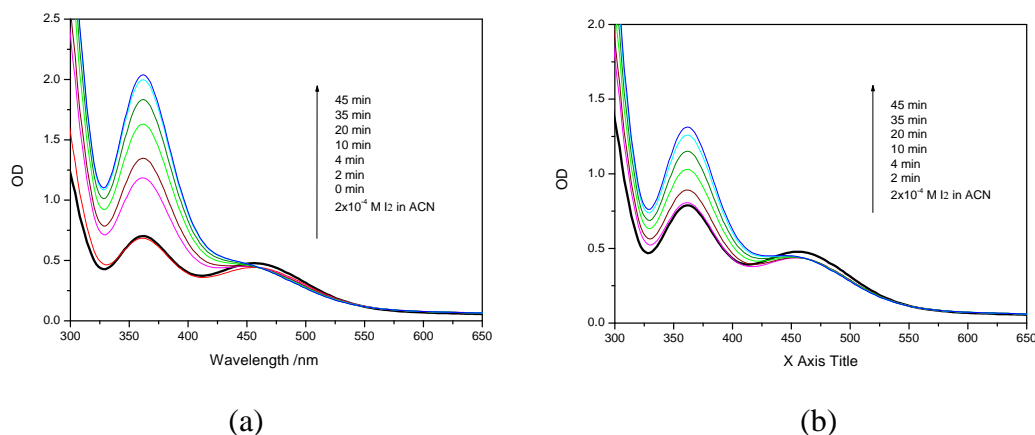 2.5
2.0
1.5
1.0
0.5
0.0
OD
300 350 400 450 500 550 600 650
Wavelength /nm
45 min
35 min
20 min
10 min
4 min
2 min
0 min
2x10⁻⁴ M I2 in ACN
(a)
2.0
1.5
1.0
0.5
0.0
OD
300 350 400 450 500 550 600 650
X Axis Title
45 min
35 min
20 min
10 min
4 min
2 min
2x10⁻⁴ M I2 in ACN
(b)